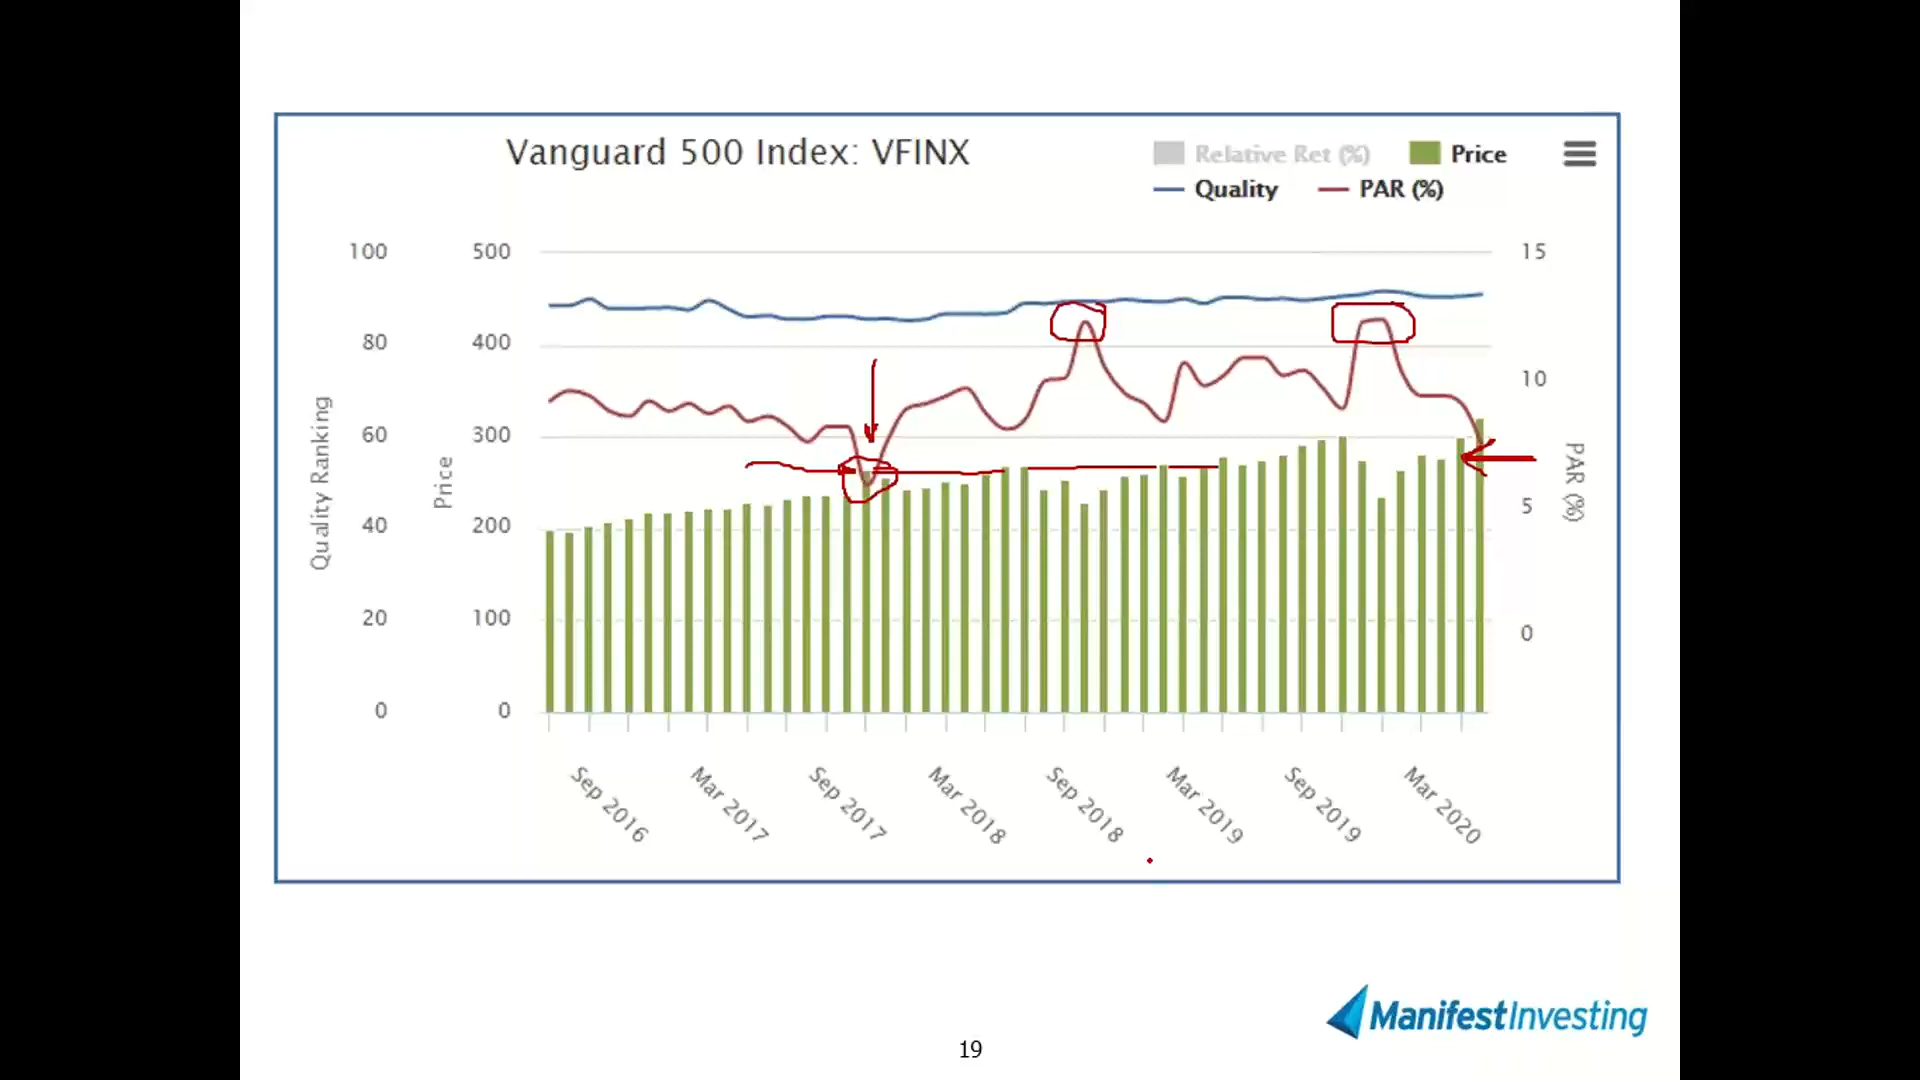 Vanguard 500 Index: VFINX
Relative Ret (%)
Price
Quality
PAR (%)
100
80
60
40
20
0
Quality Ranking
500
400
300
200
100
0
Price
15
10
5
0
PAR (%)
Sep 2016
Mar 2017
Sep 2017
Mar 2018
Sep 2018
Mar 2019
Sep 2019
Mar 2020
ManifestInvesting
19